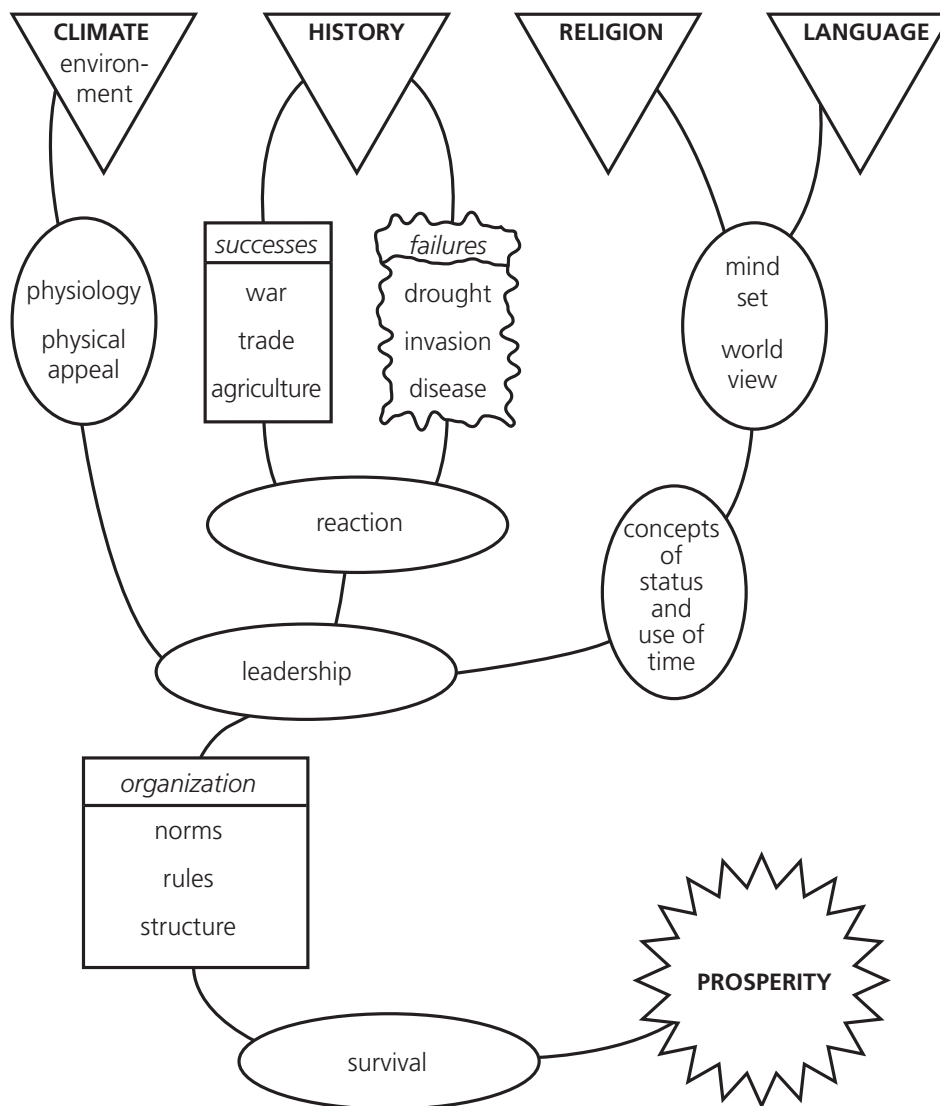 CLIMATE
environ-
ment
HISTORY
RELIGION
LANGUAGE
physiology
physical
appeal
successes
war
trade
agriculture
failures
drought
invasion
disease
mind
set
world
view
reaction
concepts
of
status
and
use of
time
leadership
organization
norms
rules
structure
PROSPERITY
survival